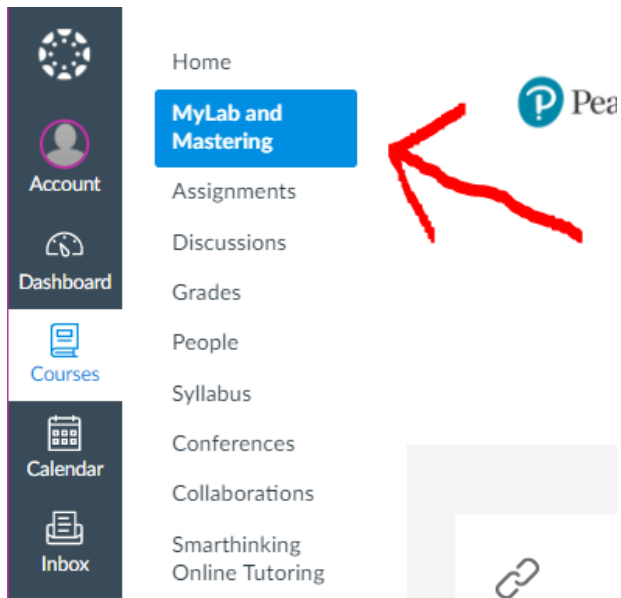 Account
Dashboard
Courses
Calendar
Inbox
Home
MyLab and
Mastering
Assignments
Discussions
Grades
People
Syllabus
Conferences
Collaborations
Smarthinking
Online Tutoring
P Pea